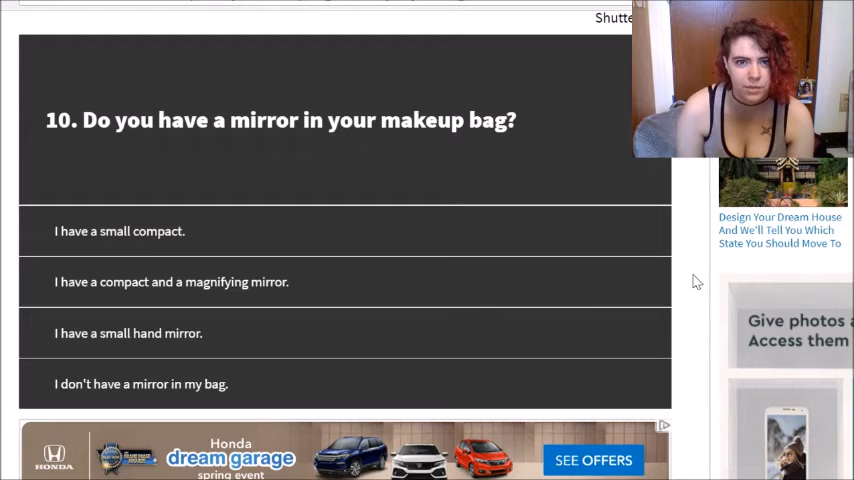 Shutte
10. Do you have a mirror in your makeup bag?
I have a small compact.
I have a compact and a magnifying mirror.
I have a small hand mirror.
I don't have a mirror in my bag.
Design Your Dream House
And We'll Tell You Which
State You Should Move To
Give photos a
Access them
HONDA
Honda
dream garage
spring event
SEE OFFERS